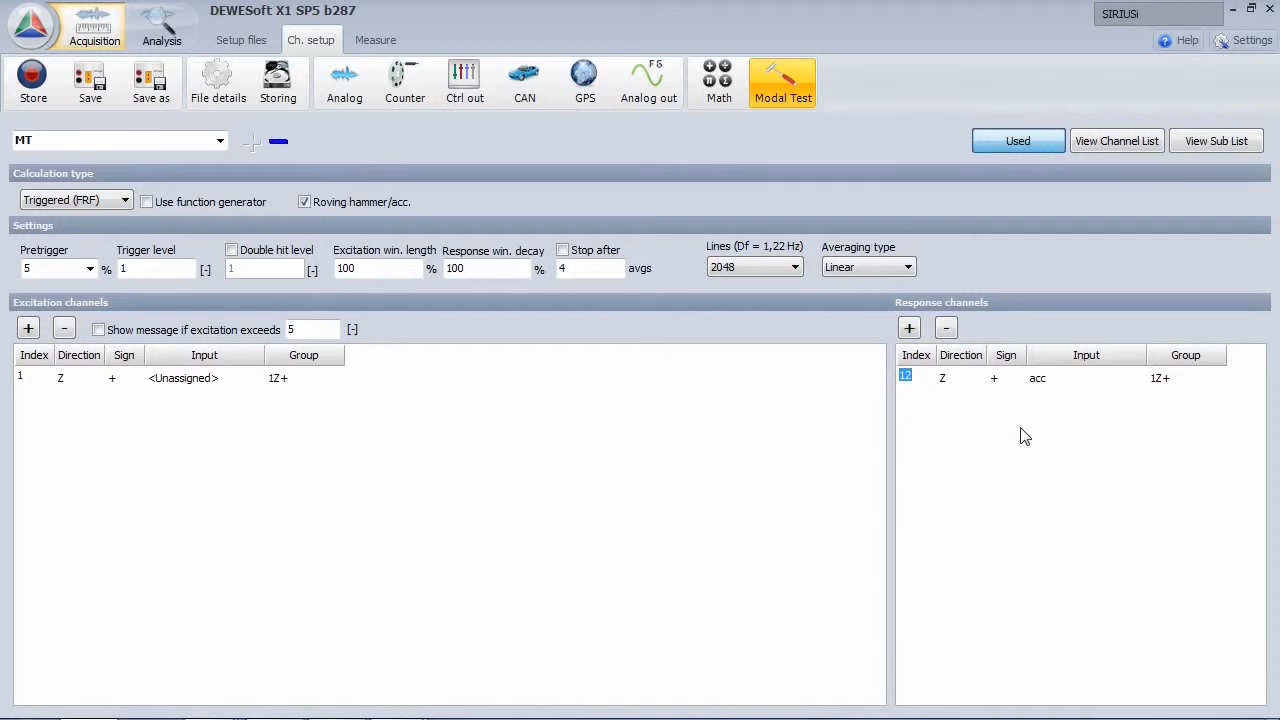 DEWESoft X1 SP5 b287
SIRIUSi
Acquisition Analysis Setup files Ch. setup Measure Help Settings
Store Save Save as File details Storing Analog Counter Ctrl out CAN GPS Analog out Math Modal Test
MT Used View Channel List View Sub List
Calculation type
Triggered (FRF) Use function generator Roving hammer/acc.
Settings
Pretrigger Trigger level Double hit level Excitation win. length Response win. decay Stop after Lines (Df = 1,22 Hz) Averaging type
5 % 1 [-] 1 [-] 100 % 100 % 4 avgs 2048 Linear
Excitation channels Response channels
+ - Show message if excitation exceeds 5 [-] + -
Index Direction Sign Input Group Index Direction Sign Input Group
1 Z + <Unassigned> 1Z+ 12 Z + acc 1Z+